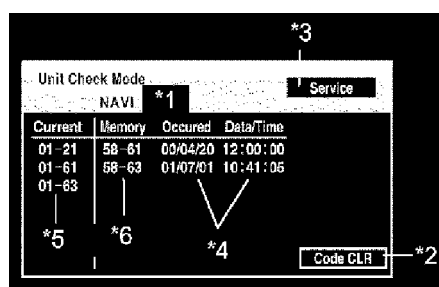 *3
Unit Check Mode
Service
NAVI *1
Current Memory Occured Data/Time
01-21 58-61 00/04/20 12:00:00
01-61 58-63 01/07/01 10:41:05
01-63
*5 *6 *4
Code CLR *2